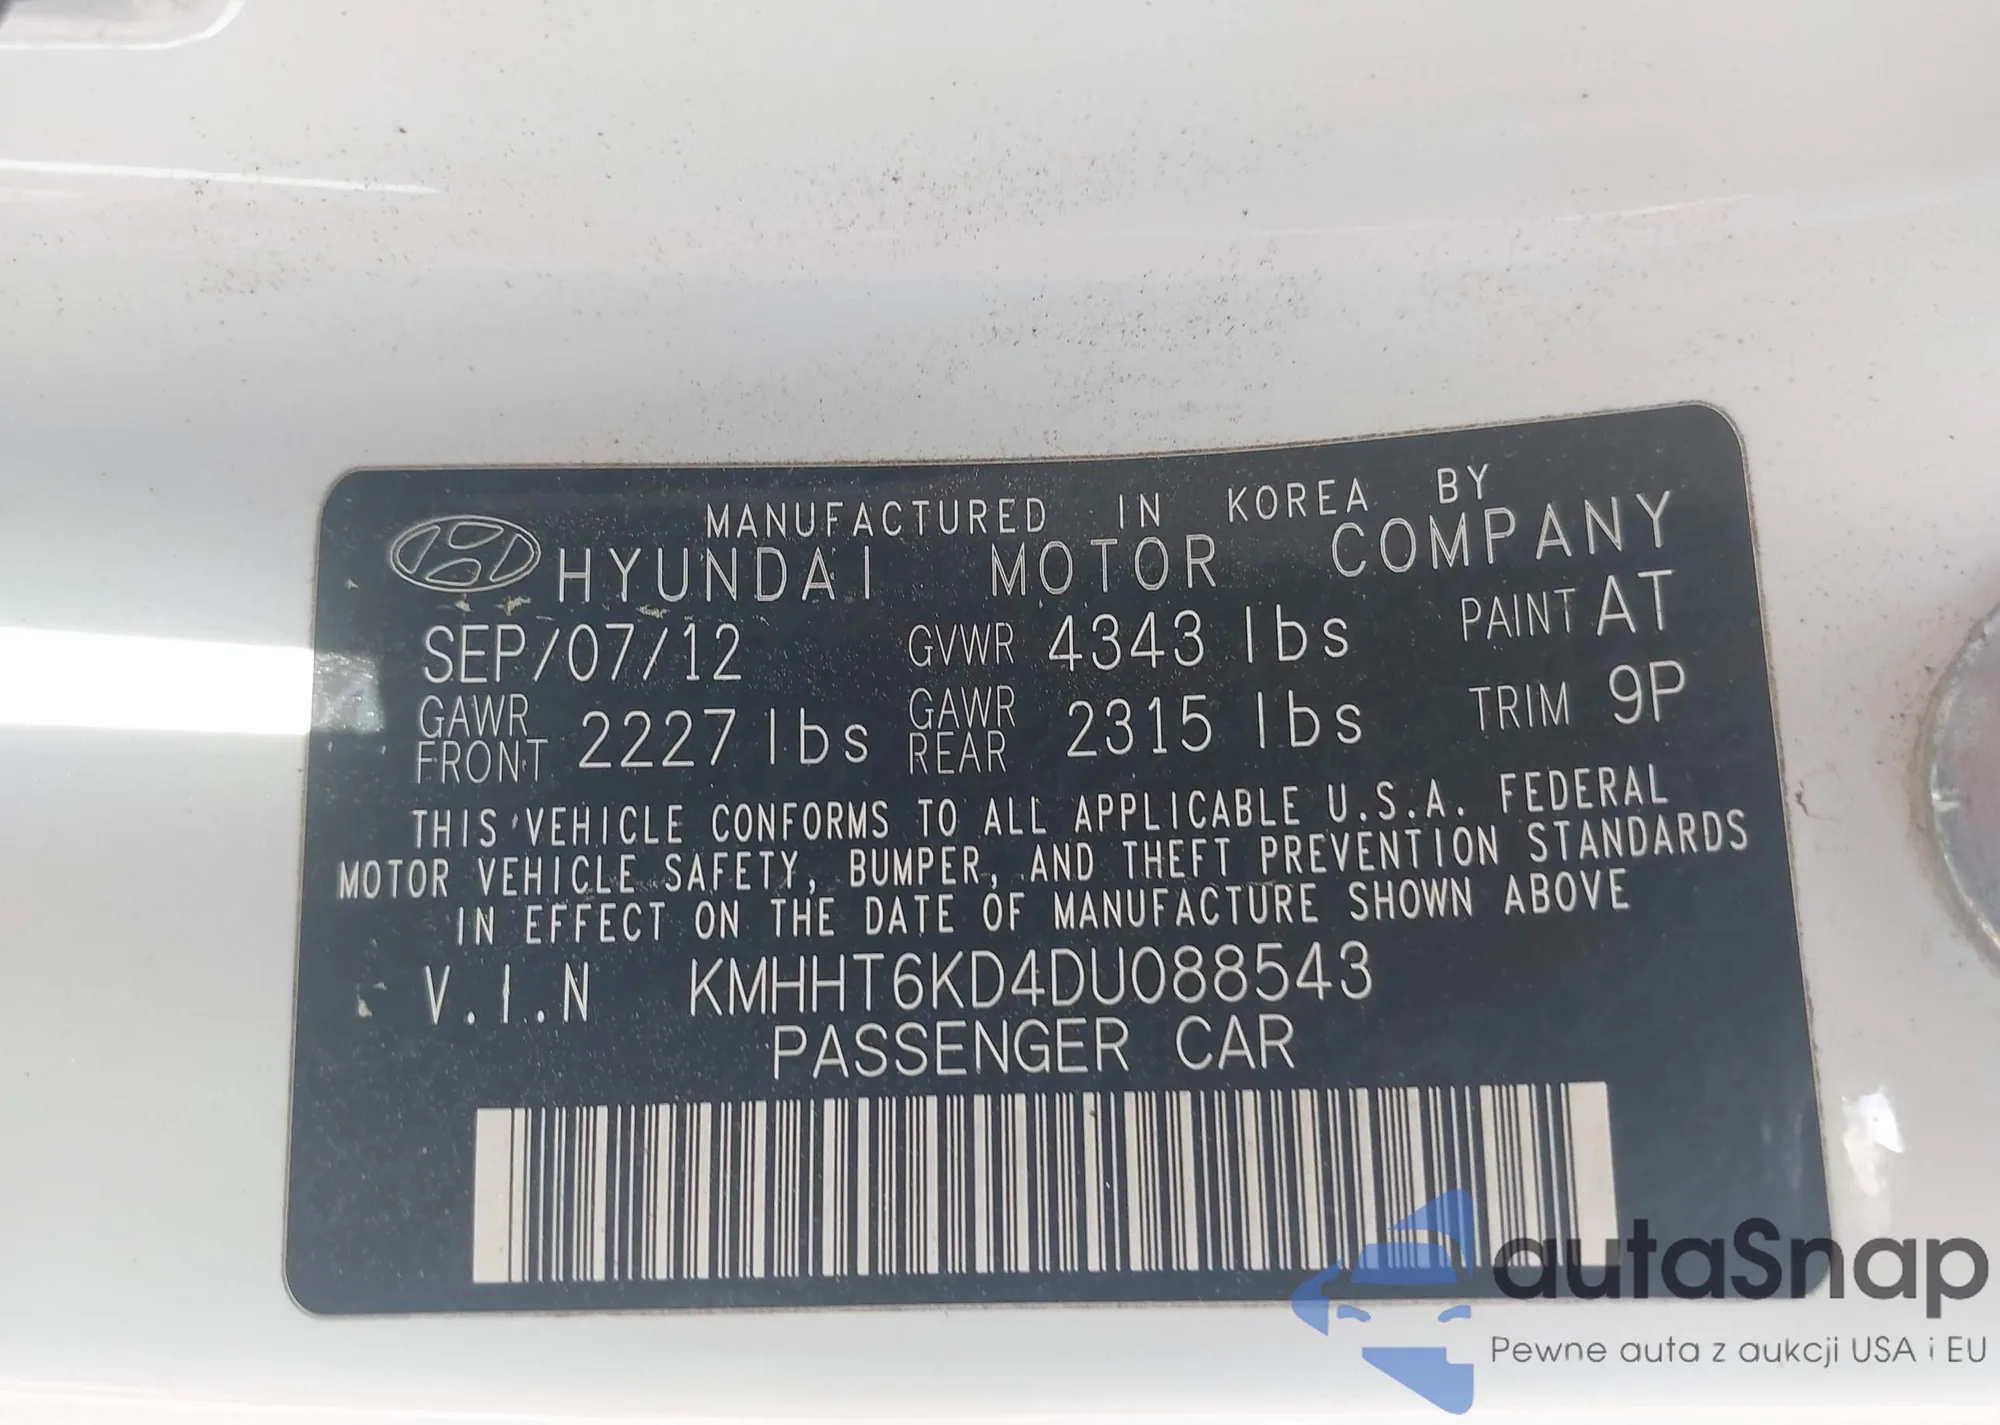 MANUFACTURED IN KOREA BY
HYUNDAI MOTOR COMPANY
SEP/07/12 GVWR 4343 lbs PAINT AT
GAWR FRONT 2227 lbs GAWR REAR 2315 lbs TRIM 9P
THIS VEHICLE CONFORMS TO ALL APPLICABLE U.S.A. FEDERAL
MOTOR VEHICLE SAFETY, BUMPER, AND THEFT PREVENTION STANDARDS
IN EFFECT ON THE DATE OF MANUFACTURE SHOWN ABOVE
V.I.N KMHHT6KD4DU088543
PASSENGER CAR
autaSnap
Pewne auta z aukcji USA i EU